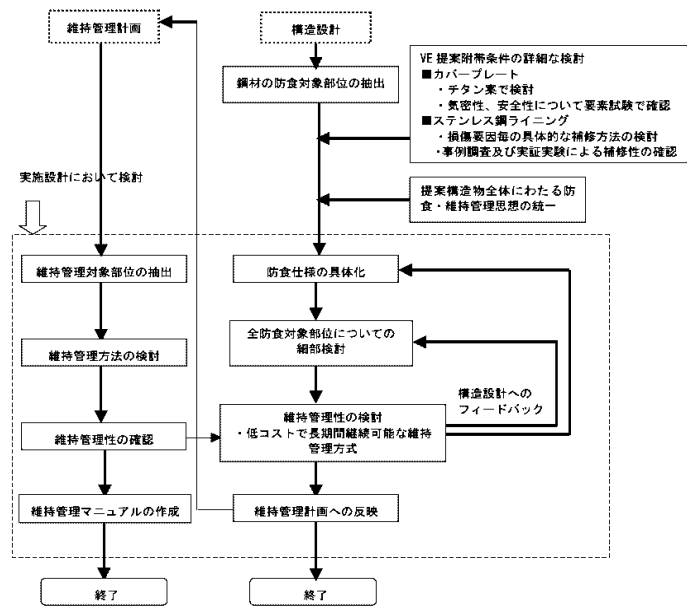 維持管理計画
構造設計
鋼材の防食対象部位の抽出
VE提案附帯条件の詳細な検討
■カバープレート
・チタン案で検討
・気密性、安全性について要素試験で確認
■ステンレス鋼ライニング
・損傷要因毎の具体的な補修方法の検討
・事例調査及び実証実験による補修性の確認
実施設計において検討
提案構造物全体にわたる防
食・維持管理思想の統一
維持管理対象部位の抽出
防食仕様の具体化
維持管理方法の検討
全防食対象部位についての
細部検討
構造設計への
フィードバック
維持管理性の確認
維持管理性の検討
・低コストで長期間継続可能な維持
管理方式
維持管理マニュアルの作成
維持管理計画への反映
終了
終了